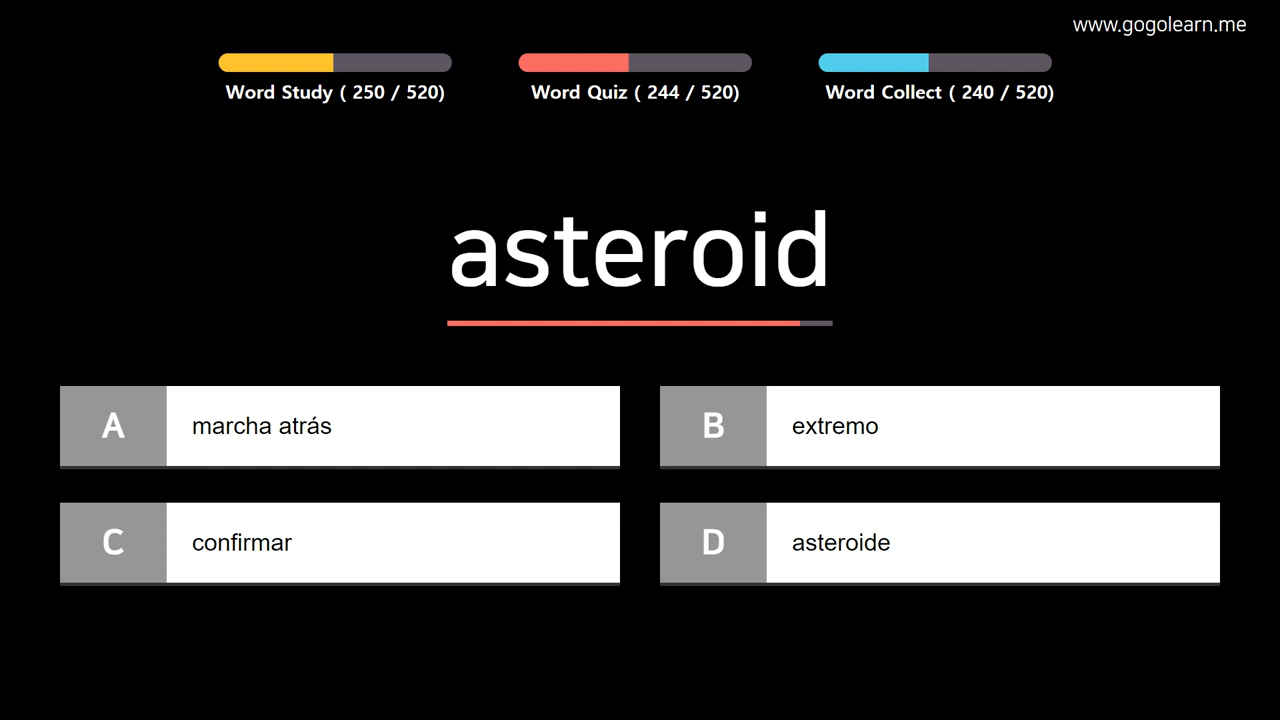 www.gogolearn.me
Word Study ( 250 / 520)
Word Quiz ( 244 / 520)
Word Collect ( 240 / 520)
asteroid
A marcha atrás
B extremo
C confirmar
D asteroide